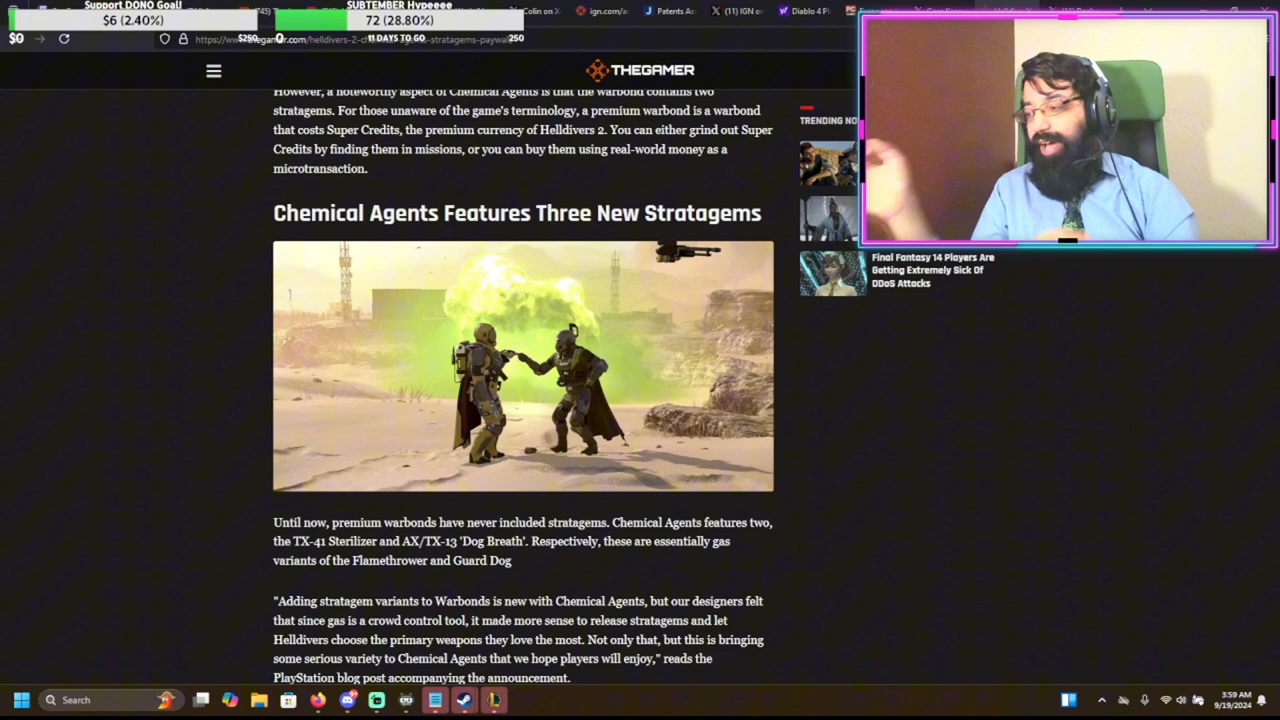 Support DONO Goal!
$6 (2.40%)
$0
$250
SUBTEMBER Hypeeee
72 (28.80%)
0
11 DAYS TO GO
250
Colin on X
ign.com/a
Patents As
(1) IGN
Diablo 4 P
thegamer.com/helldivers-2-
THEGAMER
However, a noteworthy aspect of Chemical Agents is that the warbond contains two
stratagems. For those unaware of the game's terminology, a premium warbond is a warbond
that costs Super Credits, the premium currency of Helldivers 2. You can either grind out Super
Credits by finding them in missions, or you can buy them using real-world money as a
microtransaction.
Chemical Agents Features Three New Stratagems
Until now, premium warbonds have never included stratagems. Chemical Agents features two,
the TX-41 Sterilizer and AX/TX-13 'Dog Breath'. Respectively, these are essentially gas
variants of the Flamethrower and Guard Dog
"Adding stratagem variants to Warbonds is new with Chemical Agents, but our designers felt
that since gas is a crowd control tool, it made more sense to release stratagems and let
Helldivers choose the primary weapons they love the most. Not only that, but this is bringing
some serious variety to Chemical Agents that we hope players will enjoy," reads the
PlayStation blog post accompanying the announcement.
TRENDING NO
Final Fantasy 14 Players Are
Getting Extremely Sick Of
DDoS Attacks
Search
3:59 AM
9/19/2024